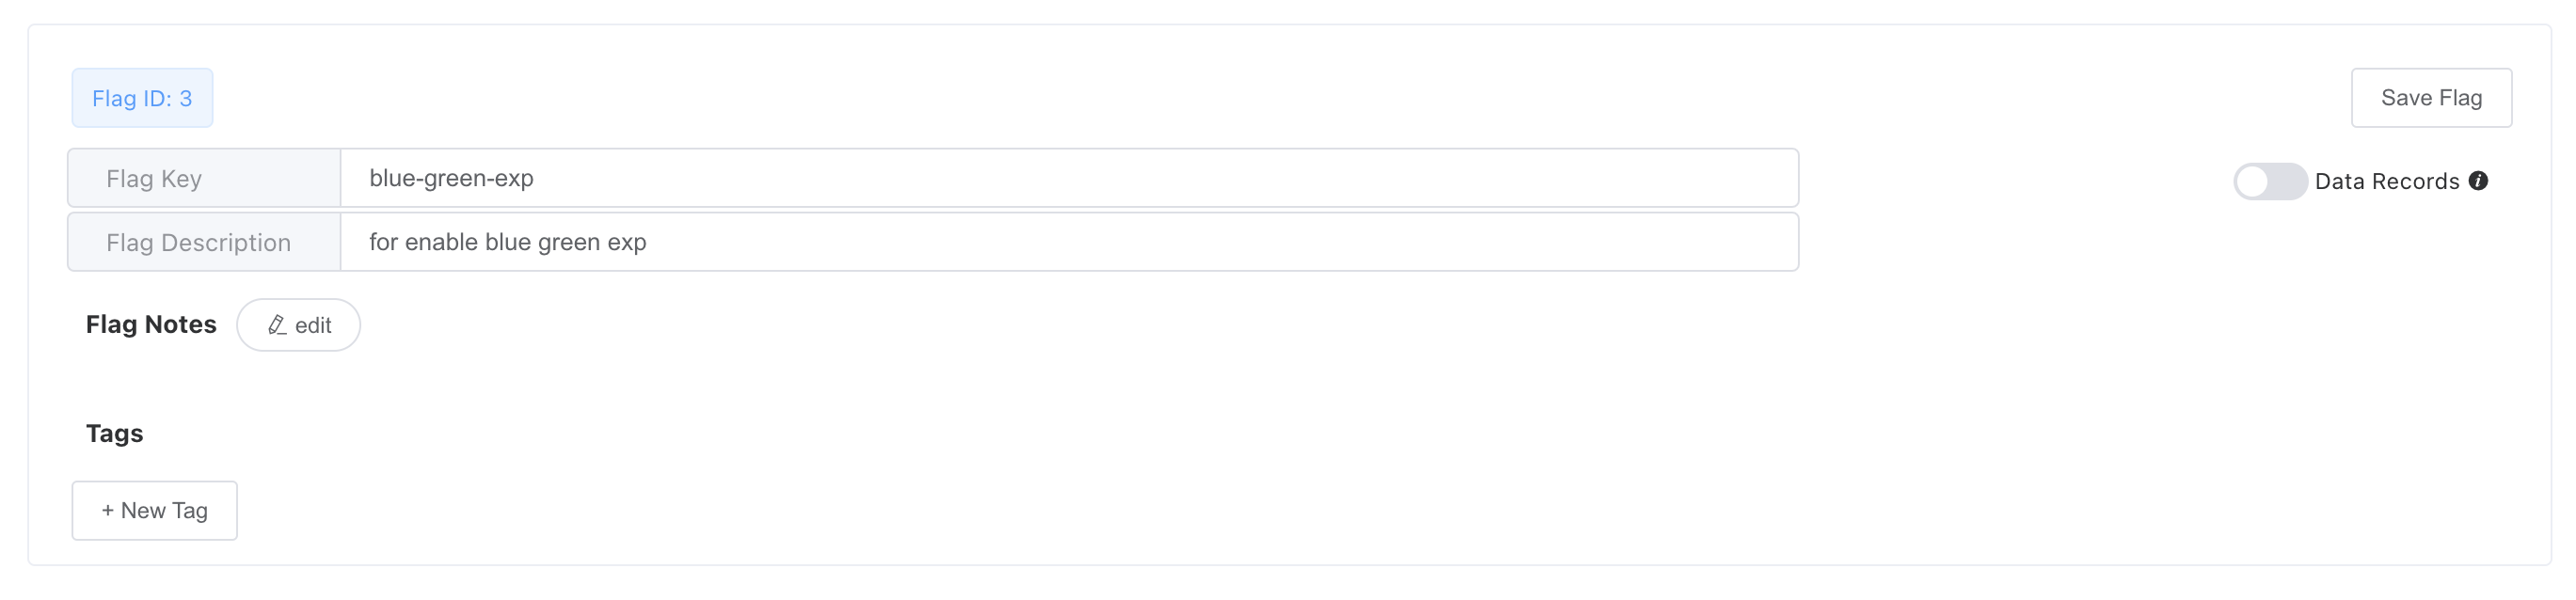 Flag ID: 3
Save Flag
Flag Key
blue-green-exp
Data Records
Flag Description
for enable blue green exp
Flag Notes
edit
Tags
+ New Tag